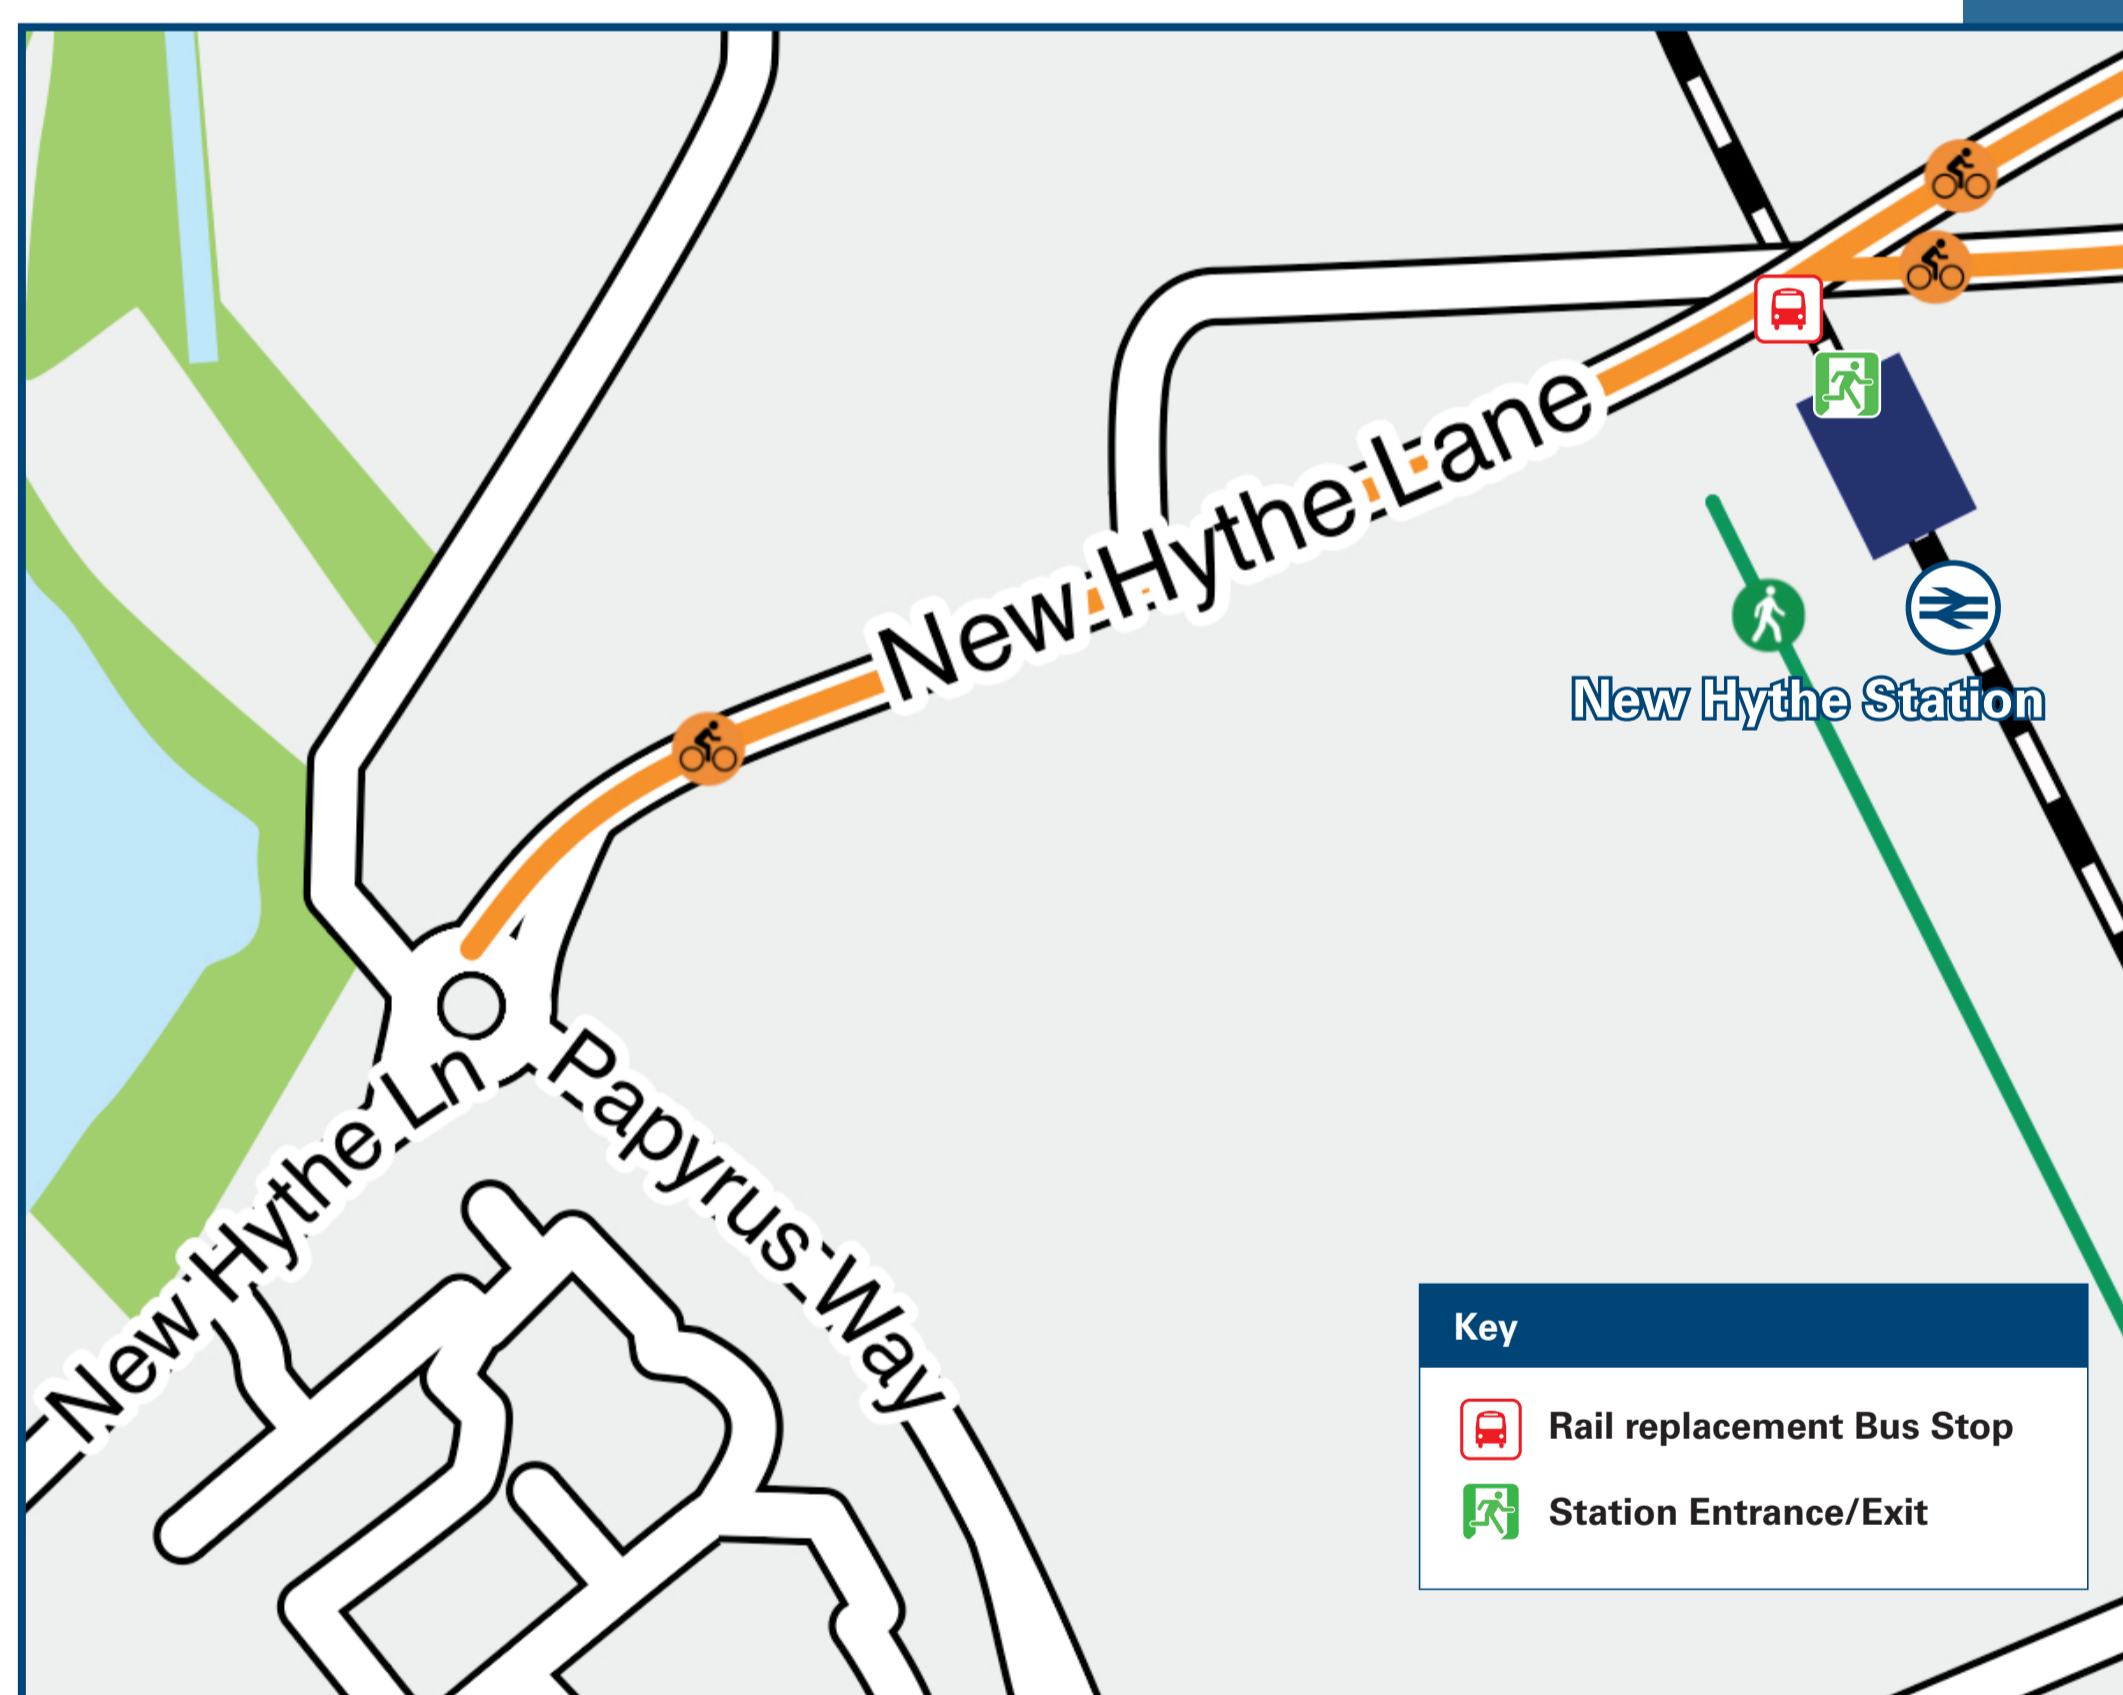 New Hythe Lane
New Hythe Station
New Hythe Ln
Papyrus Way
Key
Rail replacement Bus Stop
Station Entrance/Exit